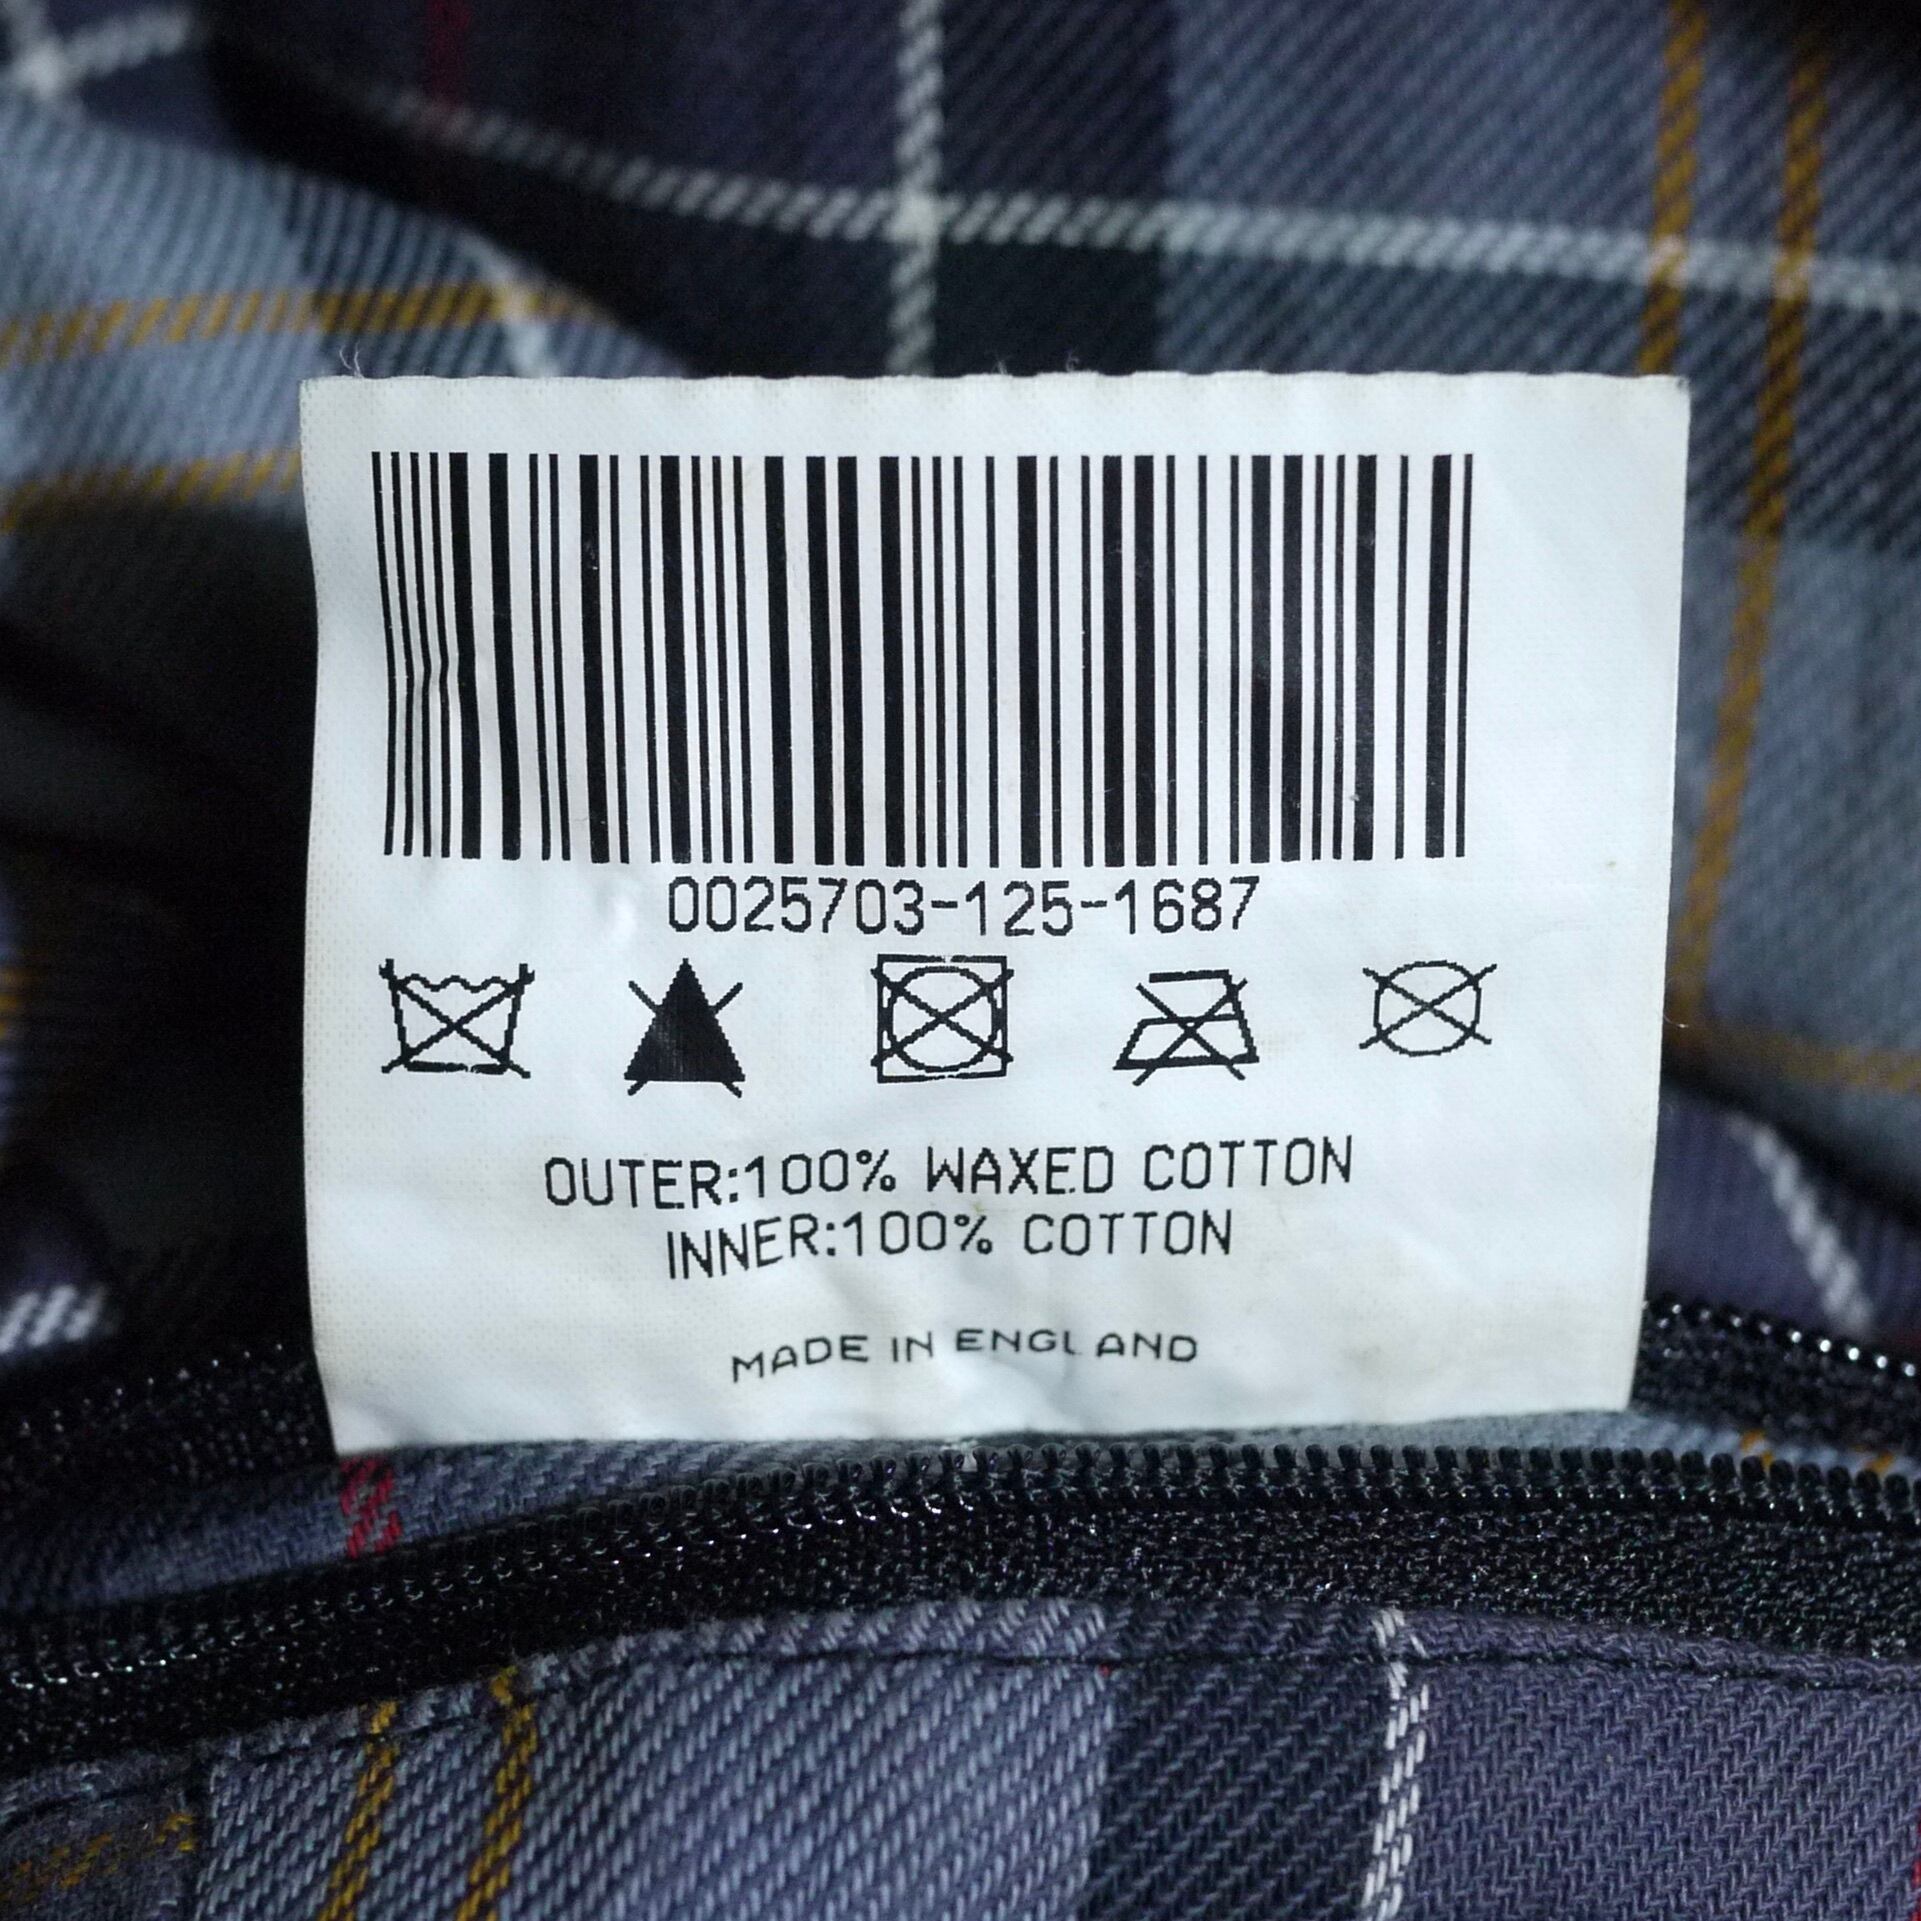 0025703-125-1687
OUTER:100% WAXED COTTON
INNER:100% COTTON
MADE IN ENGLAND